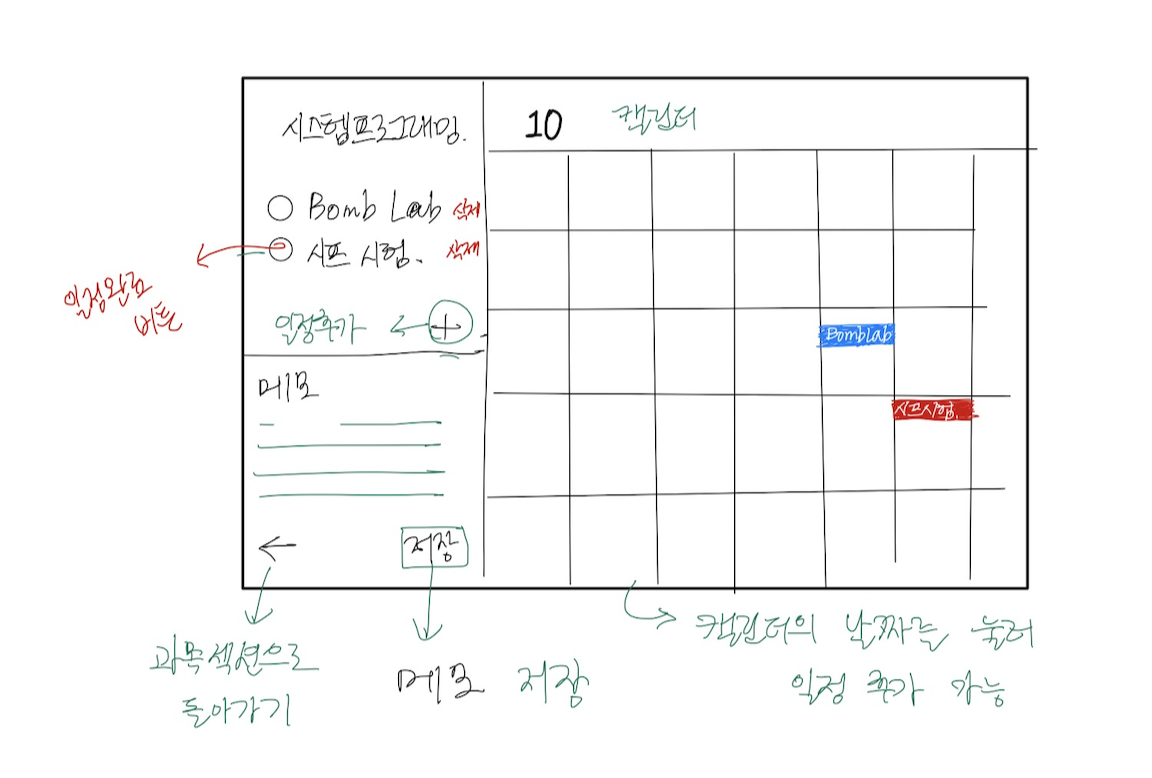 시스템프로그래밍.
10 캘린더
Bomb Lab 삭제
시프 시험. 삭제
일정완료
버튼
일정추가 +
BombLab
메모
시프시험.
저장
과목섹션으로
돌아가기
메모 저장
캘린더의 날짜를 눌러
일정 추가 가능